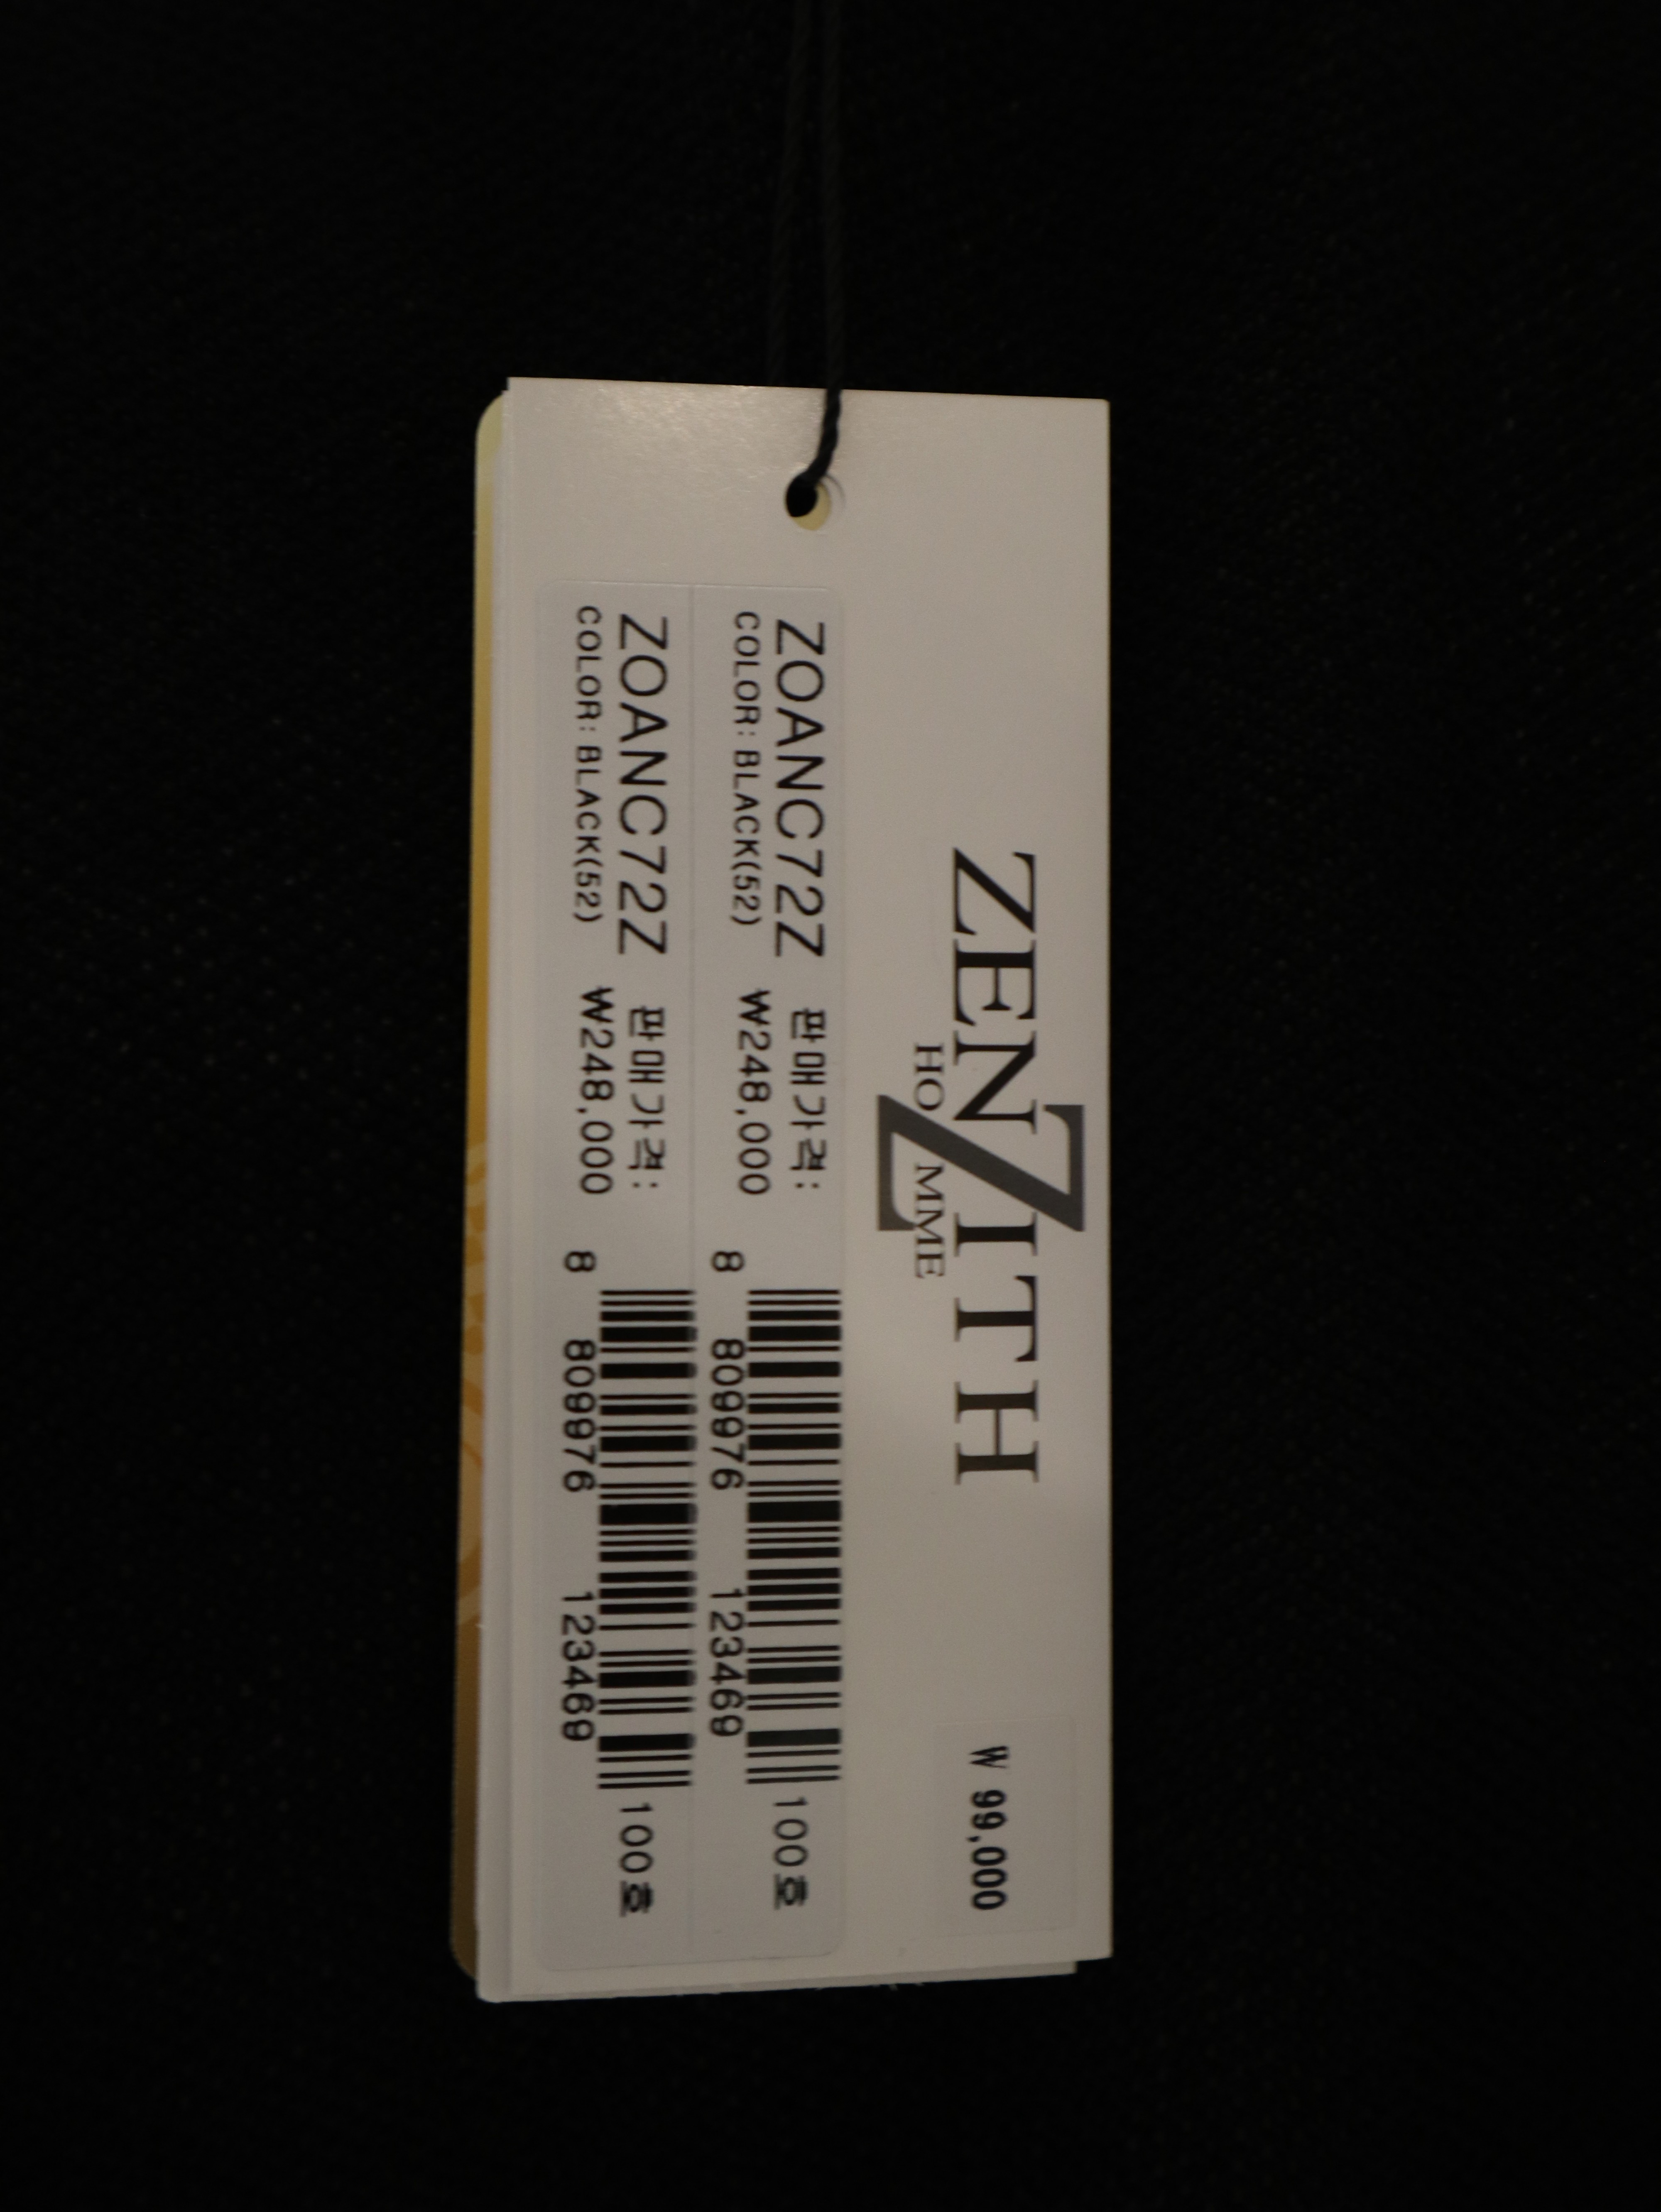 ZENZITH
HOMME
₩ 99,000
ZOANC72Z 판매가격:
COLOR: BLACK(52) ₩248,000
8 809976 123469
100호
ZOANC72Z 판매가격:
COLOR: BLACK(52) ₩248,000
8 809976 123469
100호